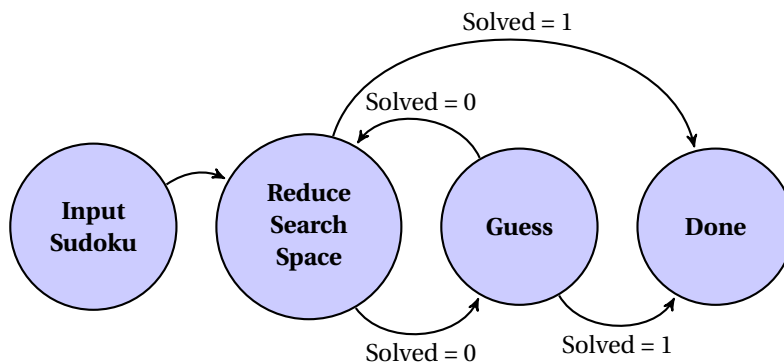 Solved = 1
Solved = 0
Input
Sudoku
Reduce
Search
Space
Guess
Done
Solved = 0
Solved = 1